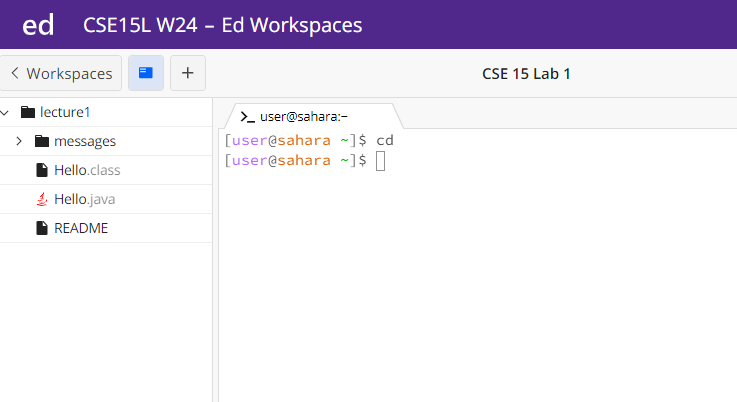 ed CSE15L W24 – Ed Workspaces
Workspaces + CSE 15 Lab 1
lecture1
messages
Hello.class
Hello.java
README
>_ user@sahara:~
[user@sahara ~]$ cd
[user@sahara ~]$